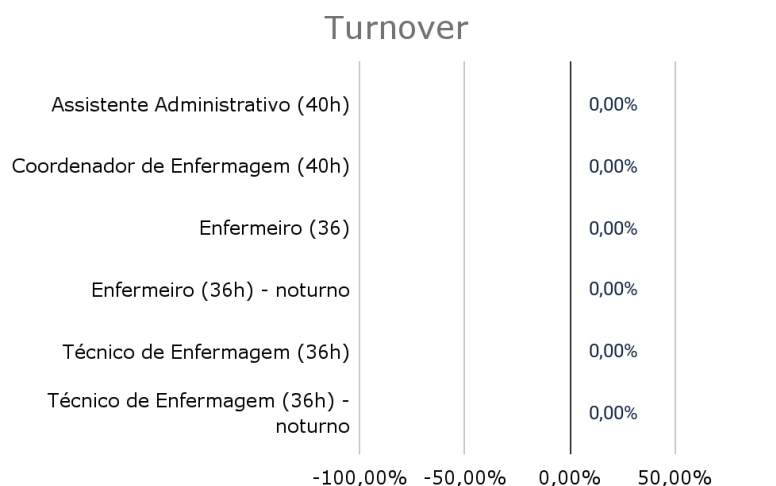 Turnover
Assistente Administrativo (40h)
0,00%
Coordenador de Enfermagem (40h)
0,00%
Enfermeiro (36)
0,00%
Enfermeiro (36h) - noturno
0,00%
Técnico de Enfermagem (36h)
0,00%
Técnico de Enfermagem (36h) -
noturno
0,00%
-100,00% -50,00% 0,00% 50,00%